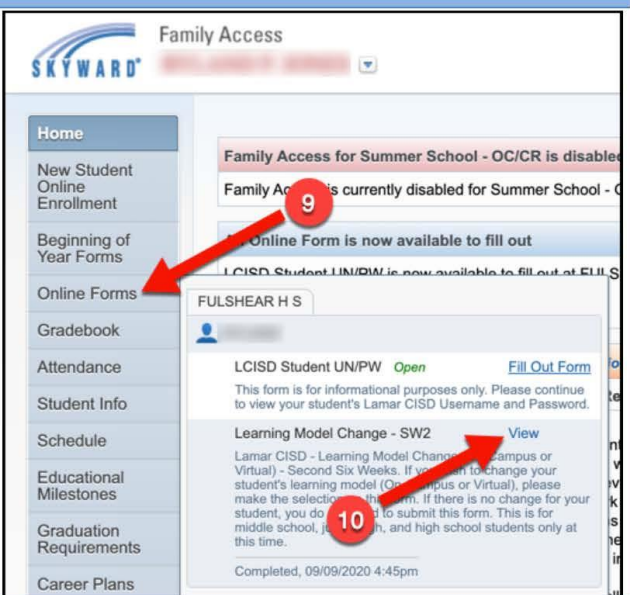 Family Access
SKYWARD
Home
Family Access for Summer School - OC/CR is disabled
New Student
Online
Enrollment
Family is currently disabled for Summer School -
9
Beginning of
Year Forms
Online Form is now available to fill out
LCISD Student UN/PW is now available to fill out at FULS
Online Forms
FULSHEAR H S
Gradebook
Attendance
LCISD Student UN/PW Open Fill Out Form
This form is for informational purposes only. Please continue
to view your student's Lamar CISD Username and Password.
Student Info
Schedule
Learning Model Change - SW2 View
Lamar CISD - Learning Model Change Campus or
Virtual) - Second Six Weeks. If you to change your
student's learning model (On or Virtual), please
make the selection form. If there is no change for your
student, you do to submit this form. This is for
middle school, and high school students only at
this time.
10
Educational
Milestones
Graduation
Requirements
Completed, 09/09/2020 4:45pm
Career Plans